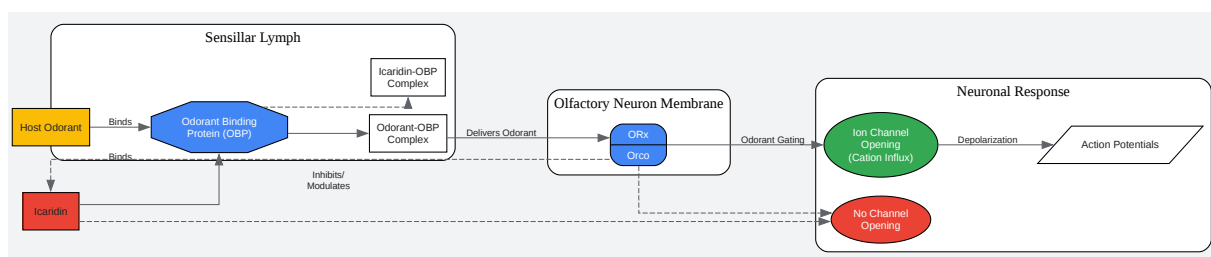 Sensillar Lymph
Icaridin-OBP
Complex
Host Odorant
Binds
Odorant Binding
Protein (OBP)
Odorant-OBP
Complex
Delivers Odorant
Binds
Inhibits/
Modulates
Icaridin
Olfactory Neuron Membrane
ORx
Orco
Odorant Gating
Neuronal Response
Ion Channel
Opening
(Cation Influx)
Depolarization
Action Potentials
No Channel
Opening